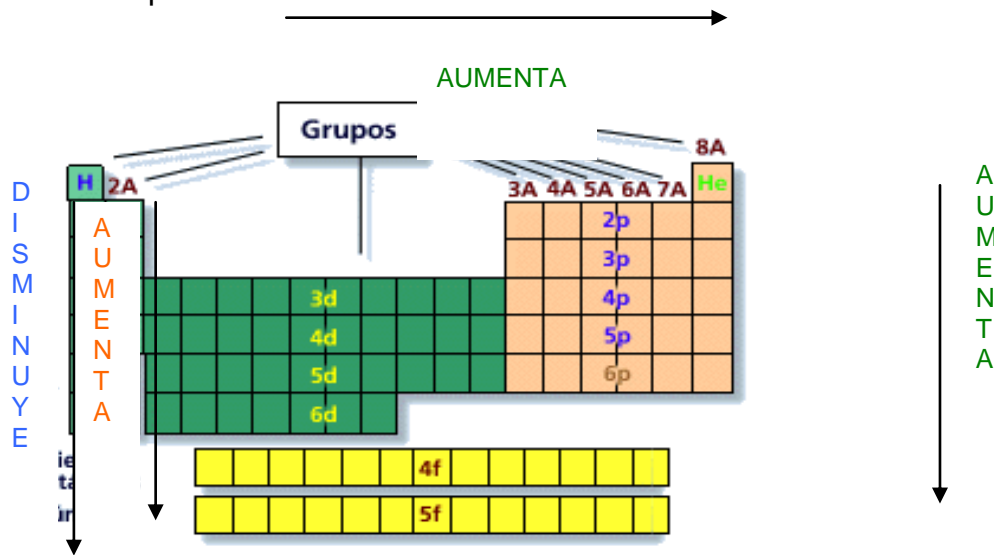 AUMENTA
Grupos
8A
H
2A
3A 4A 5A 6A 7A
He
2p
3p
3d
4p
4d
5p
5d
6p
6d
4f
5f
DISMINUYE
AUMENTA
AUMENTA